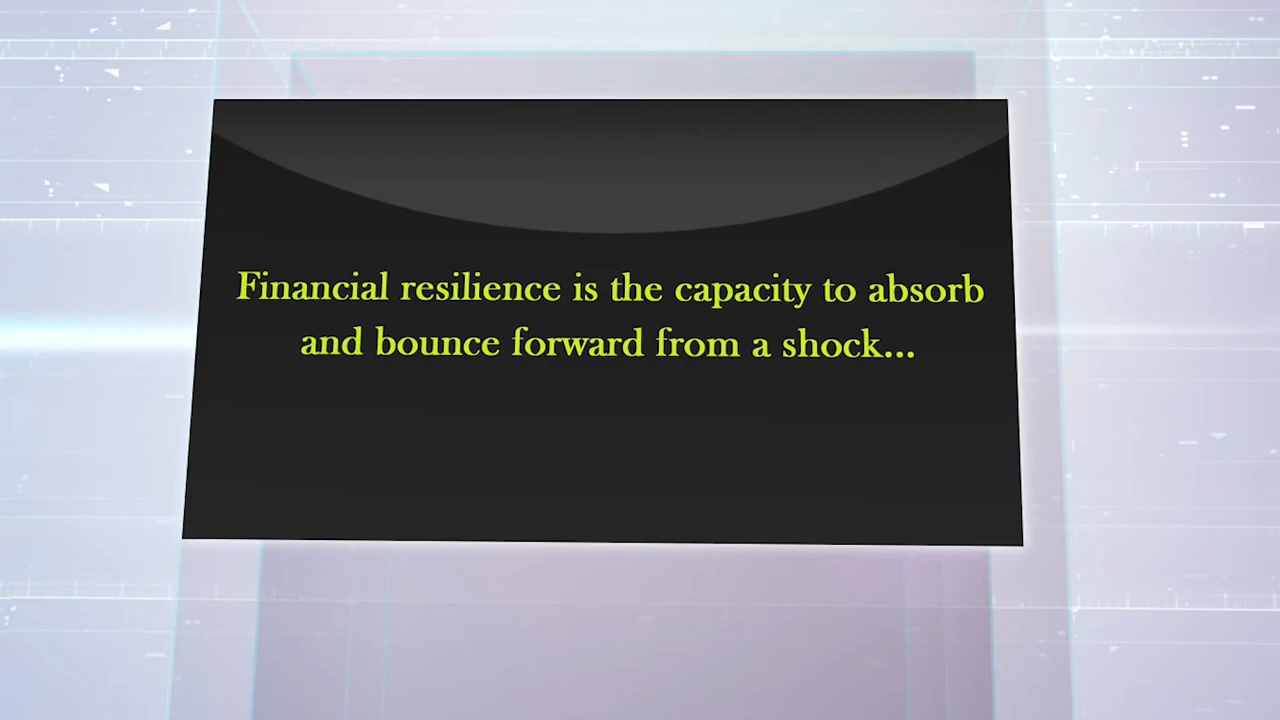 Financial resilience is the capacity to absorb
and bounce forward from a shock...